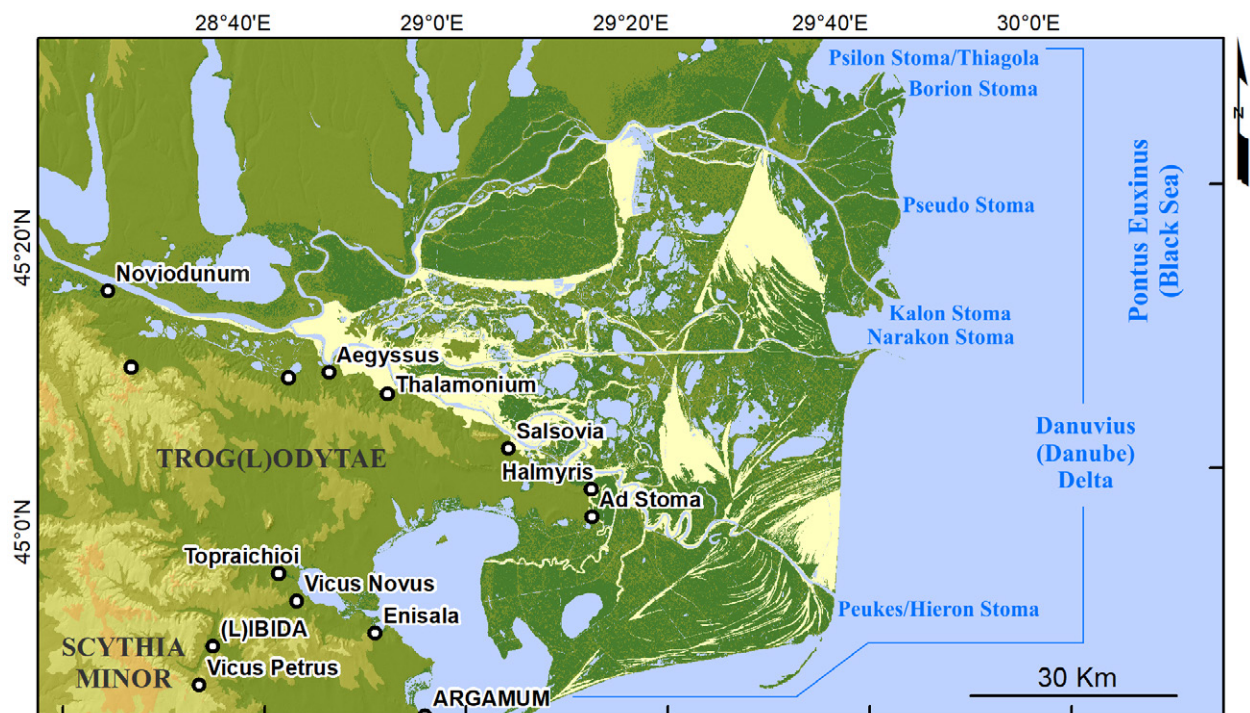 28°40'E
29°0'E
29°20'E
29°40'E
30°0'E
N
45°20'N
45°0'N
Psilon Stoma/Thiagola
Borion Stoma
Pseudo Stoma
Pontus Euxinus
(Black Sea)
Noviodunum
Kalon Stoma
Narakon Stoma
Aegyssus
Thalamonium
Salsovia
TROG(L)ODYTAE
Halmyris
Ad Stoma
Danuvius
(Danube)
Delta
Topraichioi
Vicus Novus
Enisala
Peukes/Hieron Stoma
(L)IBIDA
SCYTHIA
MINOR
Vicus Petrus
ARGAMUM
30 Km